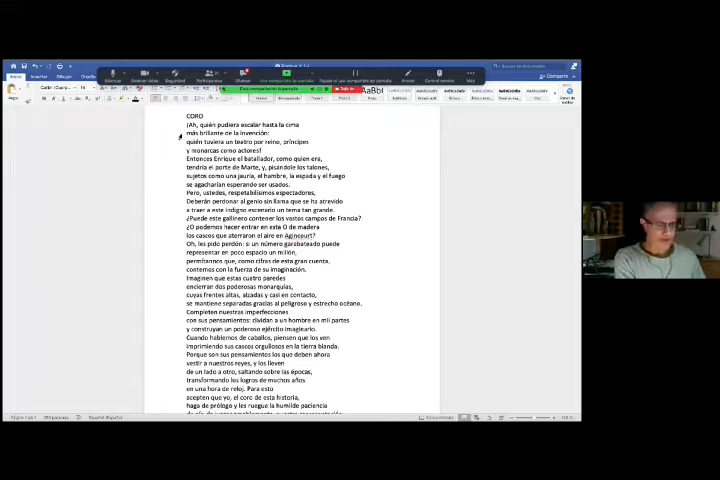 Inicio Insertar Dibujar Diseño
Compartir
Participantes
AaBb(
CORO
¡Ah, quién pudiera escalar hasta la cima
más brillante de la invención:
quién tuviera un teatro por reino, príncipes
y monarcas como actores!
Entonces Enrique el batallador, como quien era,
tendría el porte de Marte, y, pisándole los talones,
sujetos como una jauría, el hambre, la espada y el fuego
se agacharían esperando ser usados.
Pero, ustedes, respetabilísimos espectadores,
Deberán perdonar al genio sin llama que se ha atrevido
a traer a este indigno escenario un tema tan grande.
¿Puede este gallinero contener los vastos campos de Francia?
¿O podemos hacer entrar en esta O de madera
los cascos que aterraron el aire en Agincourt?
Oh, les pido perdón: si un número garabateado puede
representar en poco espacio un millón,
permítannos que, como cifras de esta gran cuenta,
contemos con la fuerza de su imaginación.
Imaginen que estas cuatro paredes
encierran dos poderosas monarquías,
cuyas frentes altas, alzadas y casi en contacto,
se mantiene separadas gracias al peligroso y estrecho océano.
Completen nuestras imperfecciones
con sus pensamientos: dividan a un hombre en mil partes
y construyan un poderoso ejército imaginario.
Cuando hablemos de caballos, piensen que los ven
imprimiendo sus cascos orgullosos en la tierra blanda.
Porque son sus pensamientos los que deben ahora
vestir a nuestros reyes, y los lleven
de un lado a otro, saltando sobre las épocas,
transformando los logros de muchos años
en una hora de reloj. Para esto
acepten que yo, el coro de esta historia,
haga de prólogo y les ruegue la humilde paciencia